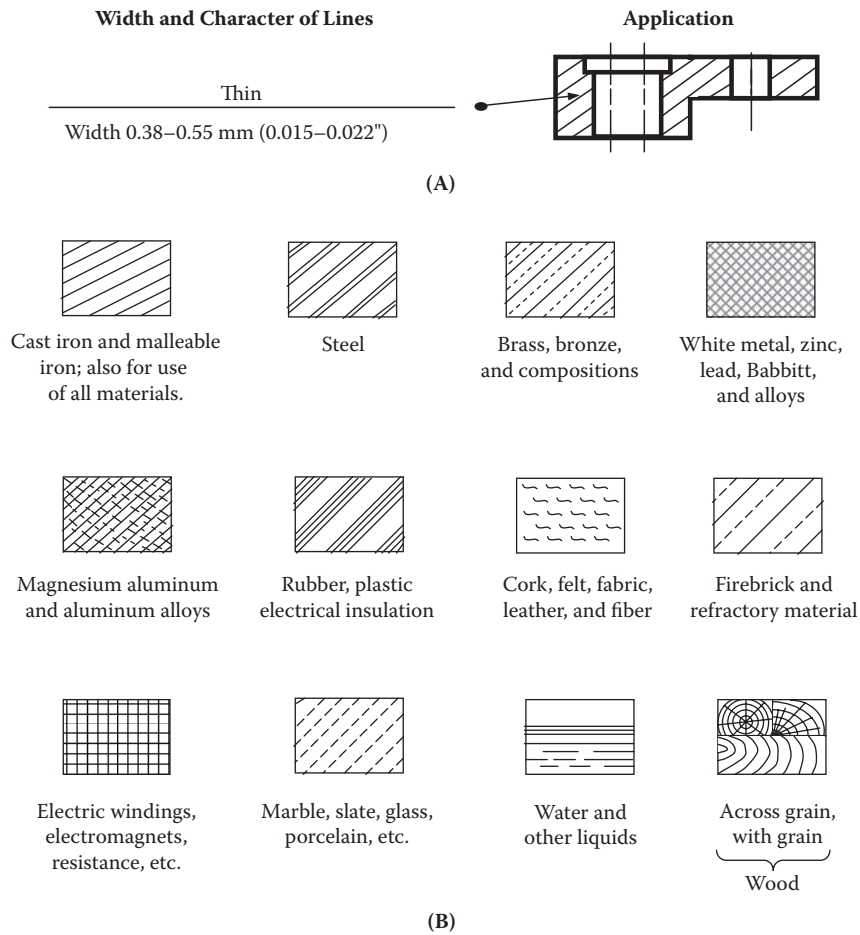 Width and Character of Lines
Application
Thin
Width 0.38–0.55 mm (0.015–0.022")
(A)
Cast iron and malleable
iron; also for use
of all materials.
Steel
Brass, bronze,
and compositions
White metal, zinc,
lead, Babbitt,
and alloys
Magnesium aluminum
and aluminum alloys
Rubber, plastic
electrical insulation
Cork, felt, fabric,
leather, and fiber
Firebrick and
refractory material
Electric windings,
electromagnets,
resistance, etc.
Marble, slate, glass,
porcelain, etc.
Water and
other liquids
Across grain,
with grain
Wood
(B)